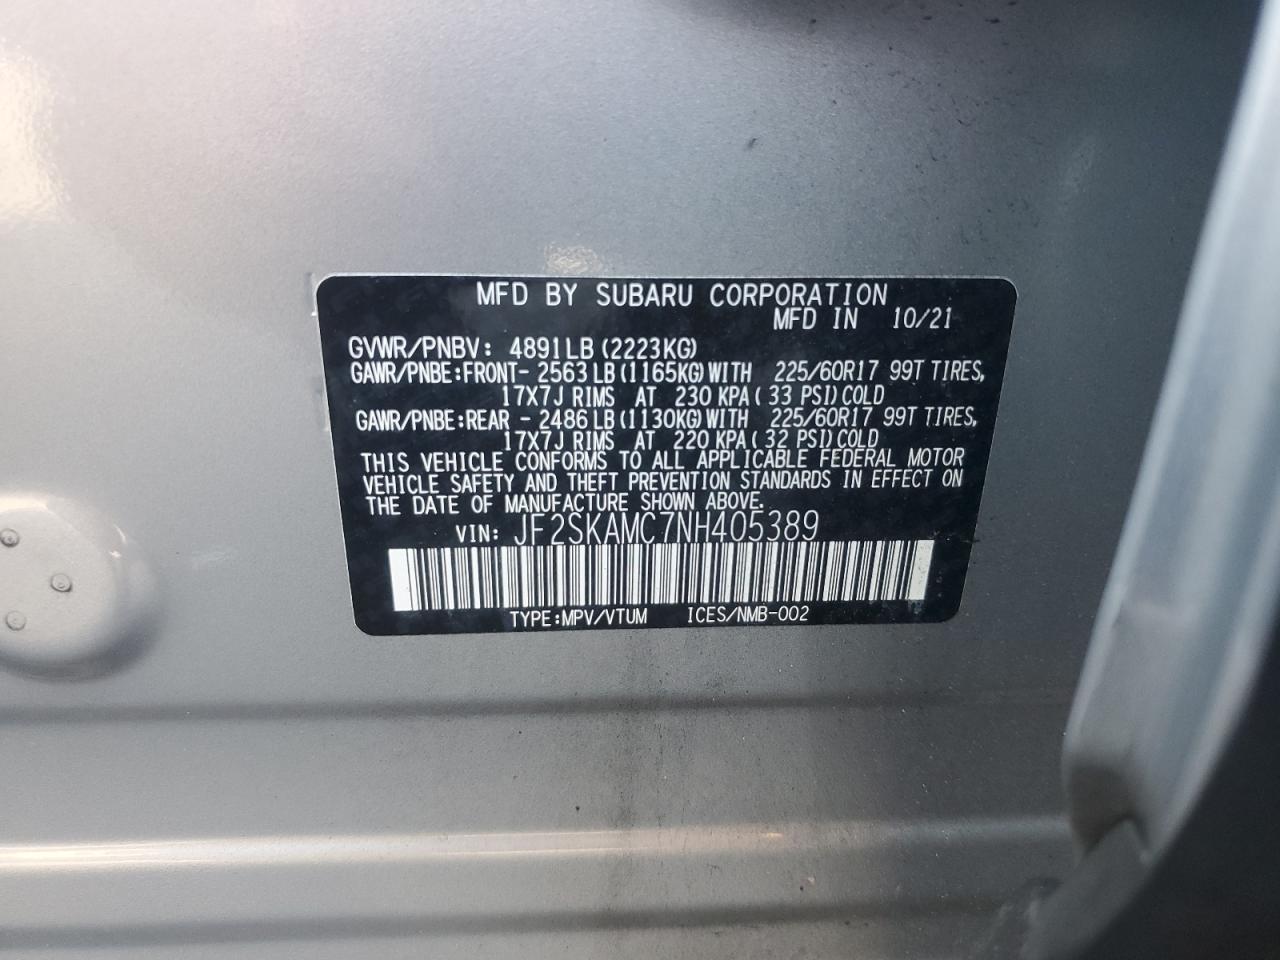 MFD BY SUBARU CORPORATION
MFD IN 10/21
GVWR/PNBV: 4891LB (2223KG)
GAWR/PNBE:FRONT- 2563 LB (1165KG) WITH 225/60R17 99T TIRES,
17X7J RIMS AT 230 KPA ( 33 PSI) COLD
GAWR/PNBE:REAR - 2486 LB (1130KG) WITH 225/60R17 99T TIRES,
17X7J RIMS AT 220 KPA ( 32 PSI) COLD
THIS VEHICLE CONFORMS TO ALL APPLICABLE FEDERAL MOTOR
VEHICLE SAFETY AND THEFT PREVENTION STANDARDS IN EFFECT ON
THE DATE OF MANUFACTURE SHOWN ABOVE.
VIN: JF2SKAMC7NH405389
TYPE:MPV/VTUM ICES/NMB-002